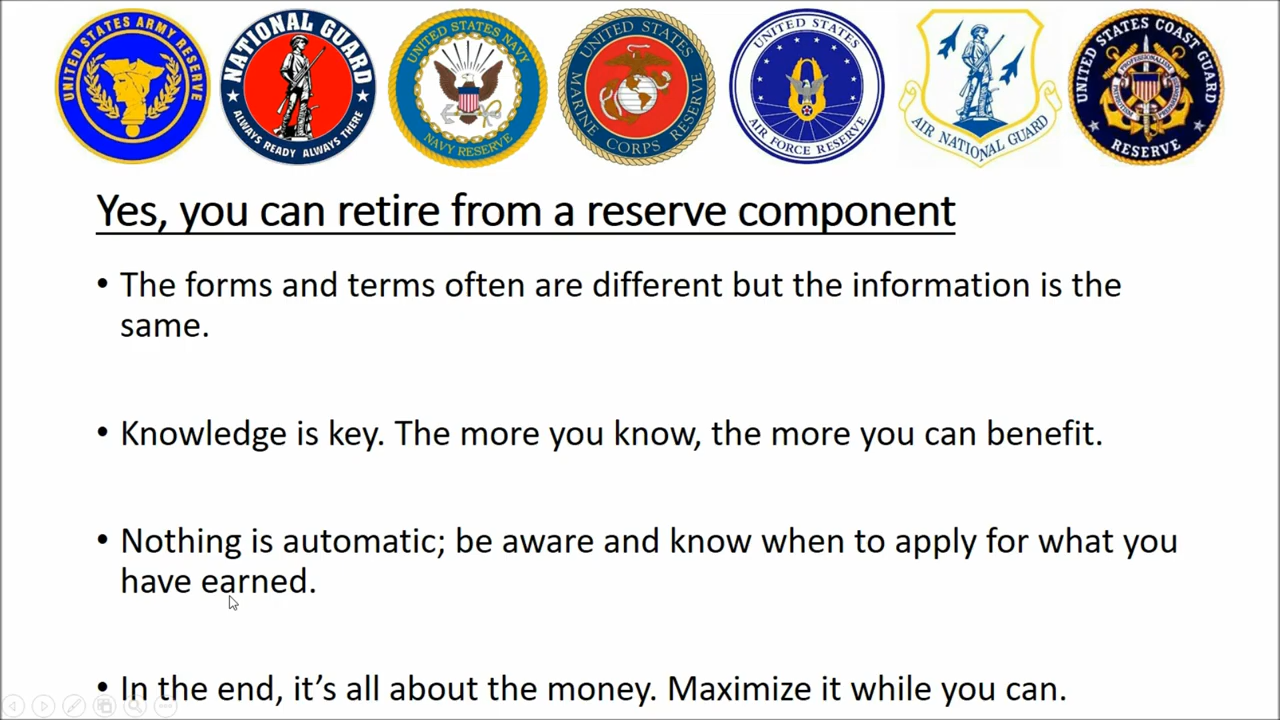 UNITED STATES ARMY RESERVE
NATIONAL GUARD
ALWAYS READY ALWAYS THERE
UNITED STATES NAVY
NAVY RESERVE
UNITED STATES
MARINE CORPS RESERVE
UNITED STATES
AIR FORCE RESERVE
AIR NATIONAL GUARD
UNITED STATES COAST GUARD
RESERVE
Yes, you can retire from a reserve component
• The forms and terms often are different but the information is the
same.
• Knowledge is key. The more you know, the more you can benefit.
• Nothing is automatic; be aware and know when to apply for what you
have earned.
• In the end, it’s all about the money. Maximize it while you can.